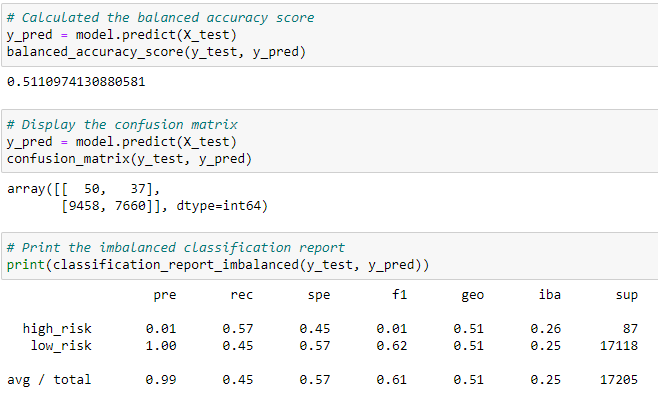 # Calculated the balanced accuracy score
y_pred = model.predict(X_test)
balanced_accuracy_score(y_test, y_pred)
0.5110974130880581
# Display the confusion matrix
y_pred = model.predict(X_test)
confusion_matrix(y_test, y_pred)
array([[  50,   37],
       [9458, 7660]], dtype=int64)
# Print the imbalanced classification report
print(classification_report_imbalanced(y_test, y_pred))
                   pre       rec       spe        f1       geo       iba       sup
  high_risk       0.01      0.57      0.45      0.01      0.51      0.26        87
   low_risk       1.00      0.45      0.57      0.62      0.51      0.25     17118
avg / total       0.99      0.45      0.57      0.61      0.51      0.25     17205